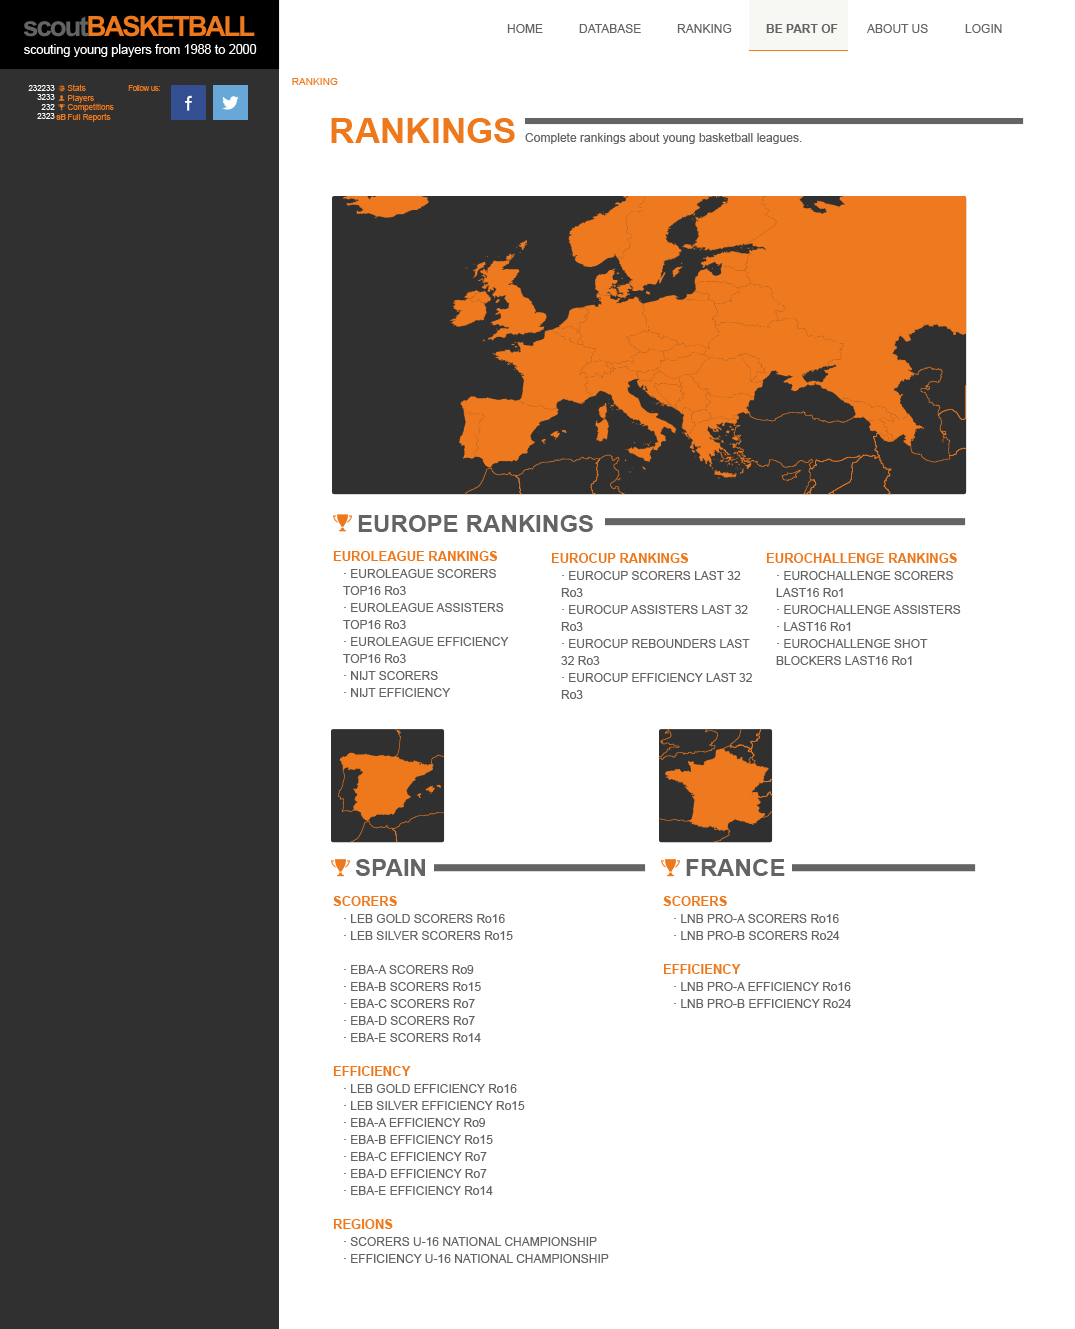 scoutBASKETBALL
scouting young players from 1988 to 2000
HOME DATABASE RANKING BE PART OF ABOUT US LOGIN
232233 Stats
3233 Players
232 Competitions
2323 sB Full Reports
Follow us:
f
RANKING
RANKINGS
Complete rankings about young basketball leagues.
EUROPE RANKINGS
EUROLEAGUE RANKINGS
· EUROLEAGUE SCORERS
TOP16 Ro3
· EUROLEAGUE ASSISTERS
TOP16 Ro3
· EUROLEAGUE EFFICIENCY
TOP16 Ro3
· NIJT SCORERS
· NIJT EFFICIENCY
EUROCUP RANKINGS
· EUROCUP SCORERS LAST 32
Ro3
· EUROCUP ASSISTERS LAST 32
Ro3
· EUROCUP REBOUNDERS LAST
32 Ro3
· EUROCUP EFFICIENCY LAST 32
Ro3
EUROCHALLENGE RANKINGS
· EUROCHALLENGE SCORERS
LAST16 Ro1
· EUROCHALLENGE ASSISTERS
· LAST16 Ro1
· EUROCHALLENGE SHOT
BLOCKERS LAST16 Ro1
SPAIN
SCORERS
· LEB GOLD SCORERS Ro16
· LEB SILVER SCORERS Ro15
· EBA-A SCORERS Ro9
· EBA-B SCORERS Ro15
· EBA-C SCORERS Ro7
· EBA-D SCORERS Ro7
· EBA-E SCORERS Ro14
EFFICIENCY
· LEB GOLD EFFICIENCY Ro16
· LEB SILVER EFFICIENCY Ro15
· EBA-A EFFICIENCY Ro9
· EBA-B EFFICIENCY Ro15
· EBA-C EFFICIENCY Ro7
· EBA-D EFFICIENCY Ro7
· EBA-E EFFICIENCY Ro14
REGIONS
· SCORERS U-16 NATIONAL CHAMPIONSHIP
· EFFICIENCY U-16 NATIONAL CHAMPIONSHIP
FRANCE
SCORERS
· LNB PRO-A SCORERS Ro16
· LNB PRO-B SCORERS Ro24
EFFICIENCY
· LNB PRO-A EFFICIENCY Ro16
· LNB PRO-B EFFICIENCY Ro24